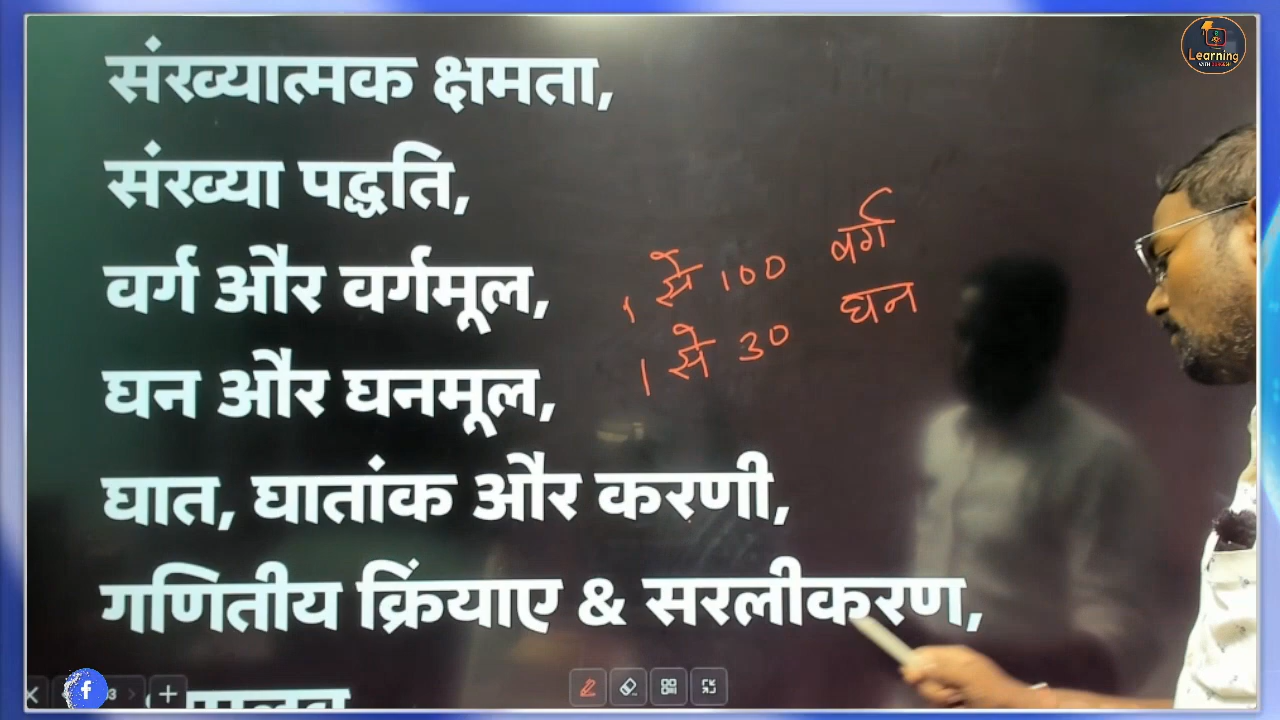 Learning
संख्यात्मक क्षमता,
संख्या पद्धति,
वर्ग और वर्गमूल,
1 से 100 वर्ग
घन और घनमूल,
1 से 30 घन
घात, घातांक और करणी,
गणितीय क्रिंयाए & सरलीकरण,